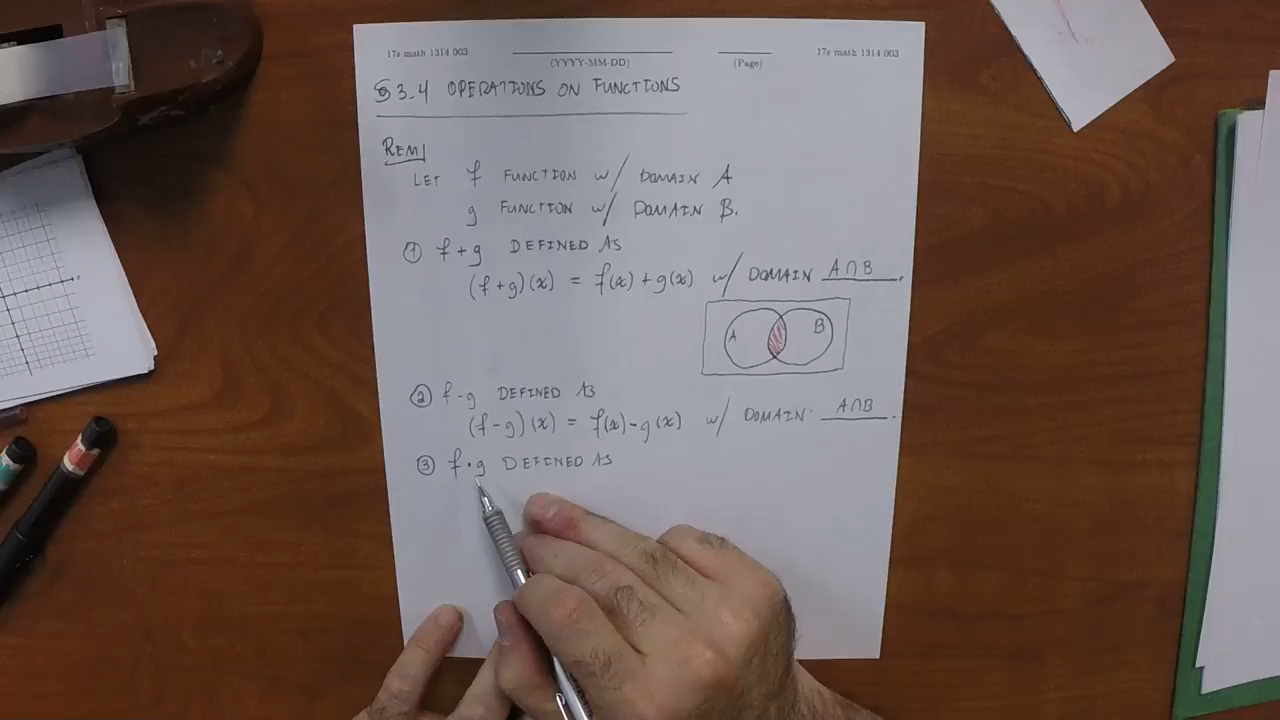 17s math 1314 003 (YYYY-MM-DD) (Page) 17s math 1314 003
§ 3.4 OPERATIONS ON FUNCTIONS
REM
LET f FUNCTION W/ DOMAIN A
g FUNCTION W/ DOMAIN B.
① f+g DEFINED AS
(f+g)(x) = f(x)+g(x) W/ DOMAIN A∩B.
A B
② f-g DEFINED AS
(f-g)(x) = f(x)-g(x) W/ DOMAIN A∩B.
③ f·g DEFINED AS